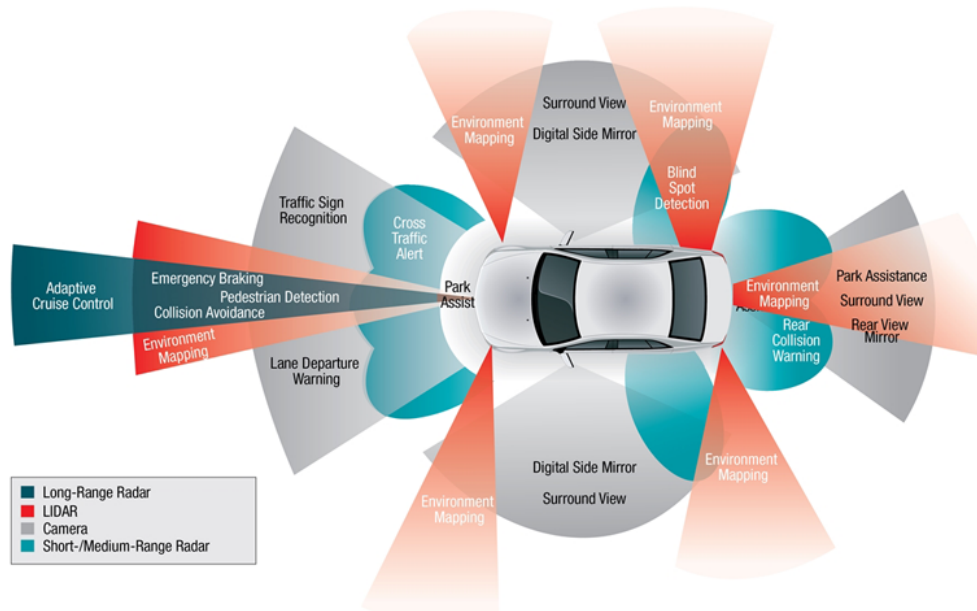 Surround View
Digital Side Mirror
Environment
Mapping
Environment
Mapping
Blind
Spot
Detection
Traffic Sign
Recognition
Cross
Traffic
Alert
Adaptive
Cruise Control
Emergency Braking
Pedestrian Detection
Collision Avoidance
Environment
Mapping
Park
Assist
Lane Departure
Warning
Environment
Mapping
Park Assistance
Surround View
Rear View
Mirror
Rear
Collision
Warning
Digital Side Mirror
Surround View
Environment
Mapping
Environment
Mapping
Long-Range Radar
LIDAR
Camera
Short-/Medium-Range Radar